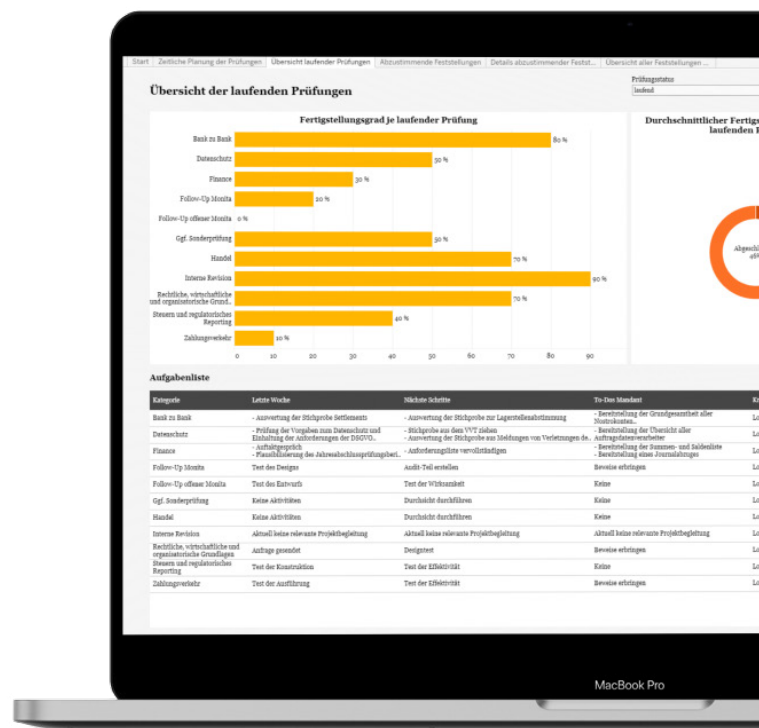 Start Zeitliche Planung der Prüfungen Übersicht laufender Prüfungen Abzustimmende Feststellungen Details abzustimmender Festst... Übersicht aller Feststellungen ...
Übersicht der laufenden Prüfungen
Prüfungsstatus
laufend
Fertigstellungsgrad je laufender Prüfung
Bank zu Bank 80 %
Datenschutz 50 %
Finance 30 %
Follow-Up Monita 20 %
Follow-Up offener Monita 0 %
Ggf. Sonderprüfung 50 %
Handel 70 %
Interne Revision 90 %
Rechtliche, wirtschaftliche
und organisatorische Grund.. 70 %
Steuern und regulatorisches
Reporting 40 %
Zahlungsverkehr 10 %
0 10 20 30 40 50 60 70 80 90
Durchschnittlicher Fertigs
laufenden P
Abgeschl
Aufgabenliste
Kategorie Letzte Woche Nächste Schritte To-Dos Mandant
Bank zu Bank - Auswertung der Stichprobe Settlements - Auswertung der Stichprobe zur Lagerstellenabstimmung - Bereitstellung der Grundgesamtheit aller
Nostrokonten..
Datenschutz - Prüfung der Vorgaben zum Datenschutz und
Einhaltung der Anforderungen der DSGVO.. - Stichprobe aus dem VVT ziehen
- Auswertung der Stichprobe aus Meldungen von Verletzungen de.. - Bereitstellung der Übersicht aller
Auftragsdatenverarbeiter
Finance - Auftaktgespräch
- Plausibilisierung des Jahresabschlussprüfungsberi.. - Anforderungsliste vervollständigen - Bereitstellung der Summen- und Saldenliste
- Bereitstellung eines Journalabzuges
Follow-Up Monita Test des Designs Audit-Teil erstellen Beweise erbringen
Follow-Up offener Monita Test des Entwurfs Test der Wirksamkeit Keine
Ggf. Sonderprüfung Keine Aktivitäten Durchsicht durchführen Keine
Handel Keine Aktivitäten Durchsicht durchführen Keine
Interne Revision Aktuell keine relevante Projektbegleitung Aktuell keine relevante Projektbegleitung Aktuell keine relevante Projektbegleitung
Rechtliche, wirtschaftliche und
organisatorische Grundlagen Anfrage gesendet Designtest Beweise erbringen
Steuern und regulatorisches
Reporting Test der Konstruktion Test der Effektivität Keine
Zahlungsverkehr Test der Ausführung Test der Effektivität Beweise erbringen
MacBook Pro